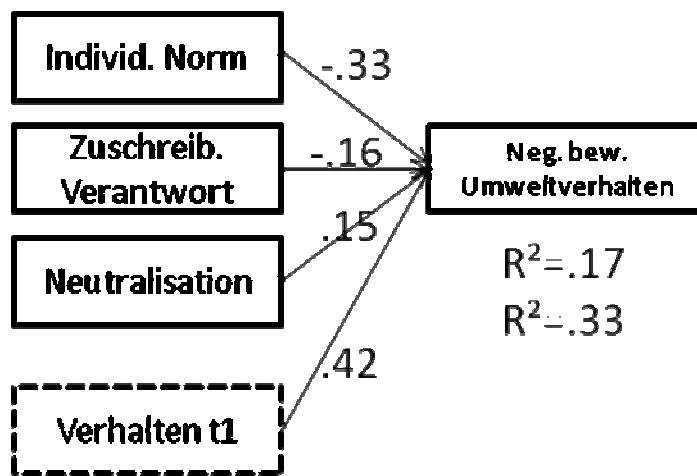 Individ. Norm
-.33
Zuschreib.
Verantwort
-.16
Neg. bew.
Umweltverhalten
.15
Neutralisation
R²=.17
R²=.33
.42
Verhalten t1